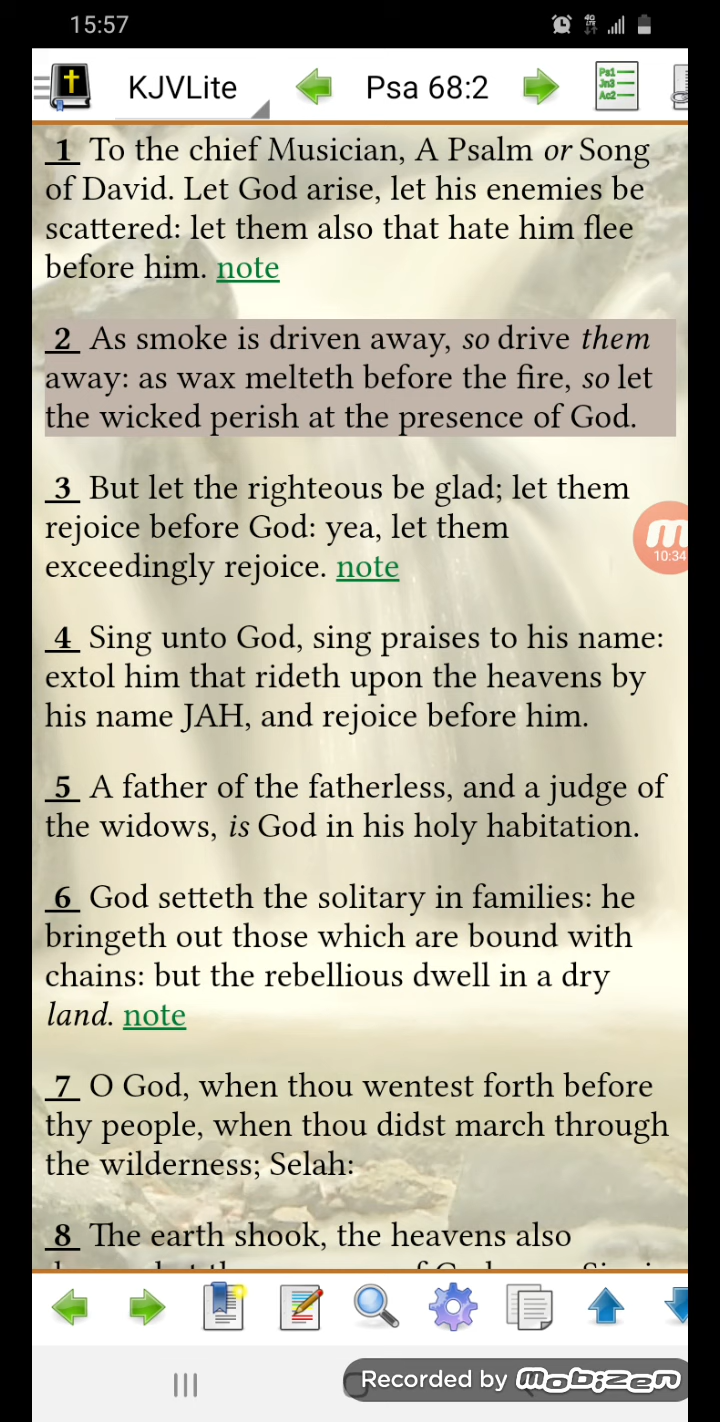 15:57
4G
KJVLite
Psa 68:2
Ps1
Jn3
Ac2
1 To the chief Musician, A Psalm or Song
of David. Let God arise, let his enemies be
scattered: let them also that hate him flee
before him. note
2 As smoke is driven away, so drive them
away: as wax melteth before the fire, so let
the wicked perish at the presence of God.
3 But let the righteous be glad; let them
rejoice before God: yea, let them
exceedingly rejoice. note
m
10:34
4 Sing unto God, sing praises to his name:
extol him that rideth upon the heavens by
his name JAH, and rejoice before him.
5 A father of the fatherless, and a judge of
the widows, is God in his holy habitation.
6 God setteth the solitary in families: he
bringeth out those which are bound with
chains: but the rebellious dwell in a dry
land. note
7 O God, when thou wentest forth before
thy people, when thou didst march through
the wilderness; Selah:
8 The earth shook, the heavens also
Recorded by mobizen